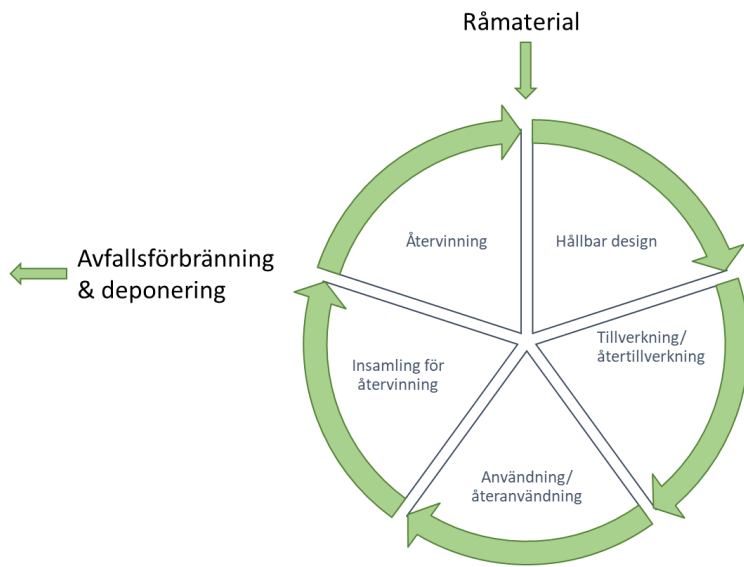 Råmaterial
Återvinning
Hållbar design
Avfallsförbränning
& deponering
Tillverkning/
återtillverkning
Insamling för
återvinning
Användning/
återanvändning